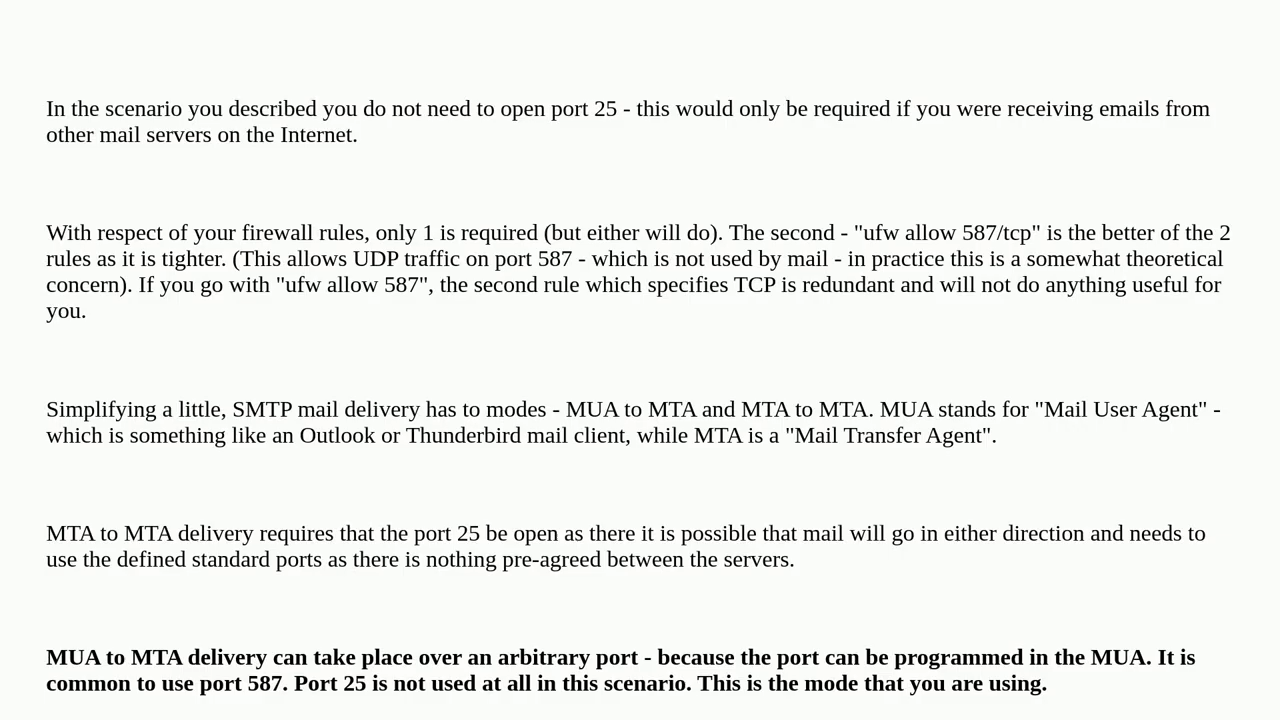 In the scenario you described you do not need to open port 25 - this would only be required if you were receiving emails from
other mail servers on the Internet.
With respect of your firewall rules, only 1 is required (but either will do). The second - "ufw allow 587/tcp" is the better of the 2
rules as it is tighter. (This allows UDP traffic on port 587 - which is not used by mail - in practice this is a somewhat theoretical
concern). If you go with "ufw allow 587", the second rule which specifies TCP is redundant and will not do anything useful for
you.
Simplifying a little, SMTP mail delivery has to modes - MUA to MTA and MTA to MTA. MUA stands for "Mail User Agent" -
which is something like an Outlook or Thunderbird mail client, while MTA is a "Mail Transfer Agent".
MTA to MTA delivery requires that the port 25 be open as there it is possible that mail will go in either direction and needs to
use the defined standard ports as there is nothing pre-agreed between the servers.
MUA to MTA delivery can take place over an arbitrary port - because the port can be programmed in the MUA. It is
common to use port 587. Port 25 is not used at all in this scenario. This is the mode that you are using.